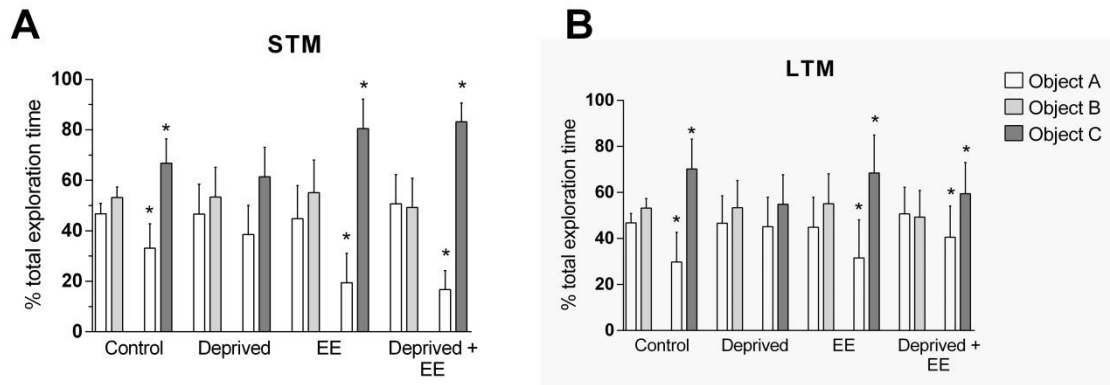 A
STM
% total exploration time
100
80
60
40
20
0
* * * * * *
Control Deprived EE Deprived +
EE
B
LTM
% total exploration time
100
80
60
40
20
0
* * * * * *
Control Deprived EE Deprived +
EE
Object A
Object B
Object C